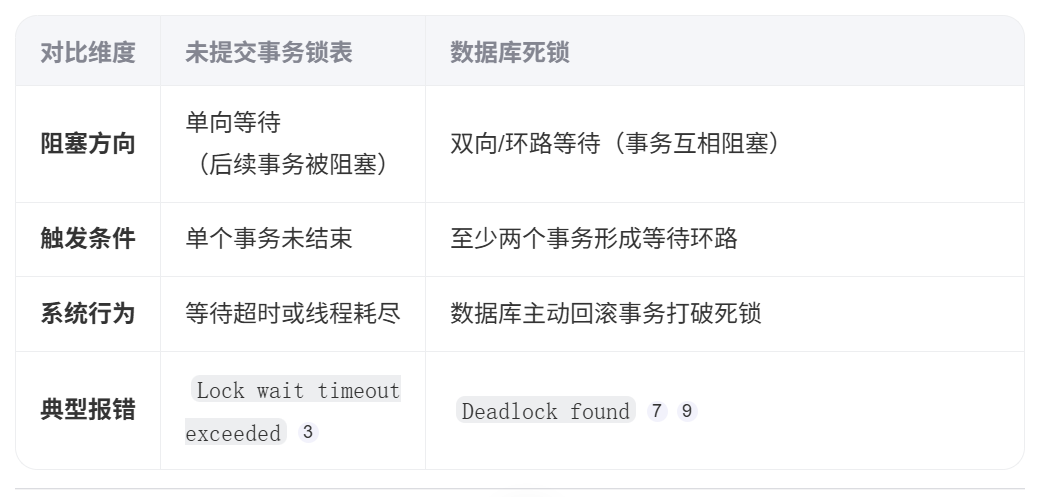 对比维度 未提交事务锁表 数据库死锁
阻塞方向 单向等待
（后续事务被阻塞） 双向/环路等待（事务互相阻塞）
触发条件 单个事务未结束 至少两个事务形成等待环路
系统行为 等待超时或线程耗尽 数据库主动回滚事务打破死锁
典型报错 Lock wait timeout
exceeded 3 Deadlock found 7 9